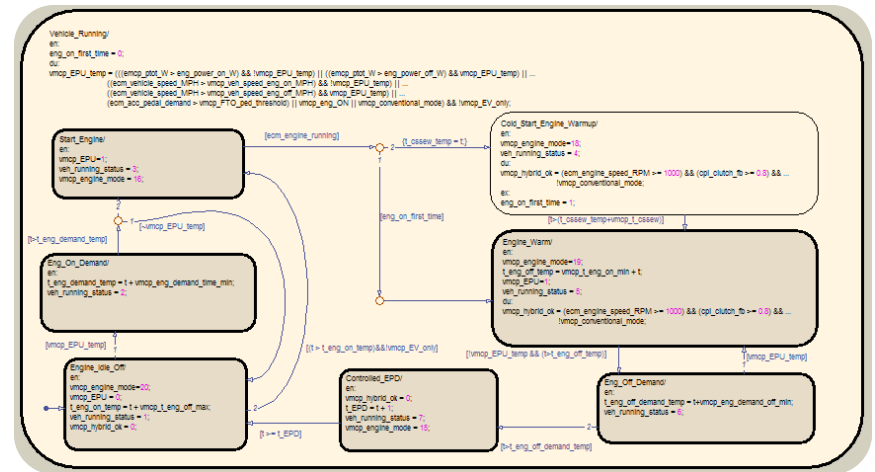 Vehicle_Running/
en:
eng_on_first_time = 0;
du:
vmcp_EPU_temp = (((emcp_ptot_W > eng_power_on_W) && !vmcp_EPU_temp) || ((emcp_ptot_W > eng_power_off_W) && vmcp_EPU_temp) || ...
((ecm_vehicle_speed_MPH > vmcp_veh_speed_eng_on_MPH) && !vmcp_EPU_temp) || ...
((ecm_vehicle_speed_MPH > vmcp_veh_speed_eng_off_MPH) && vmcp_EPU_temp) || ...
(ecm_acc_pedal_demand > vmcp_FTO_ped_threshold) || vmcp_eng_ON || vmcp_conventional_mode) && !vmcp_EV_only;
Start_Engine/
en:
vmcp_EPU=1;
veh_running_status = 3;
vmcp_engine_mode = 16;
[ecm_engine_running]
2
{t_cssew_temp = t;}
1
Cold_Start_Engine_Warmup/
en:
vmcp_engine_mode=18;
veh_running_status = 4;
du:
vmcp_hybrid_ok = (ecm_engine_speed_RPM >= 1000) && (cpl_clutch_fb >= 0.8) && ...
!vmcp_conventional_mode;
ex:
eng_on_first_time = 1;
2
1
[~vmcp_EPU_temp]
[eng_on_first_time]
[t>(t_cssew_temp+vmcp_t_cssew)]
[t>t_eng_demand_temp]
Eng_On_Demand/
en:
t_eng_demand_temp = t + vmcp_eng_demand_time_min;
veh_running_status = 2;
Engine_Warm/
en:
vmcp_engine_mode=19;
t_eng_off_temp = vmcp_t_eng_on_min + t;
vmcp_EPU=1;
veh_running_status = 5;
du:
vmcp_hybrid_ok = (ecm_engine_speed_RPM >= 1000) && (cpl_clutch_fb >= 0.8) && ...
!vmcp_conventional_mode;
[vmcp_EPU_temp]
1
[(t > t_eng_on_temp)&&!vmcp_EV_only]
[!vmcp_EPU_temp && (t>t_eng_off_temp)]
[vmcp_EPU_temp]
1
Engine_Idle_Off/
en:
vmcp_engine_mode=20;
vmcp_EPU = 0;
t_eng_on_temp = t + vmcp_t_eng_off_max;
veh_running_status = 1;
vmcp_hybrid_ok = 0;
2
[t >= t_EPD]
Controlled_EPD/
en:
vmcp_hybrid_ok = 0;
t_EPD = t + 1;
veh_running_status = 7;
vmcp_engine_mode = 15;
Eng_Off_Demand/
en:
t_eng_off_demand_temp = t+vmcp_eng_demand_off_min;
veh_running_status = 6;
2
[t>t_eng_off_demand_temp]